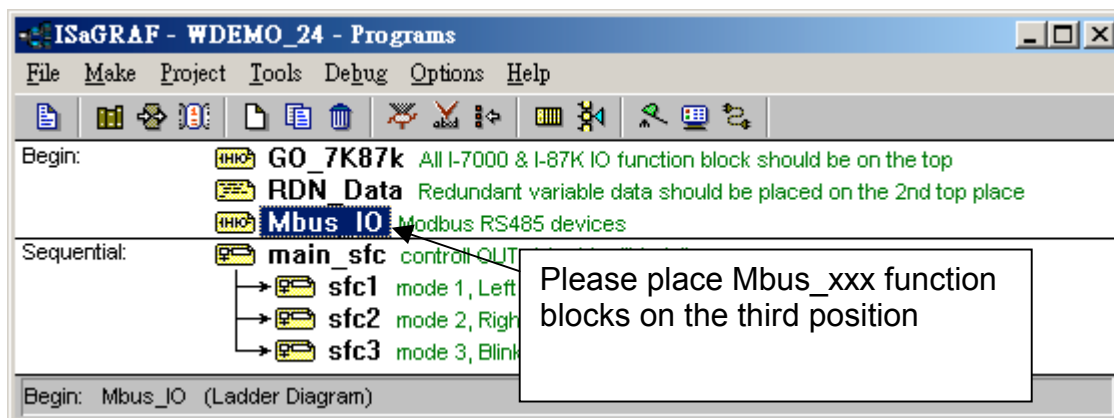 ISaGRAF - WDEMO_24 - Programs
File Make Project Tools Debug Options Help
Begin: GO_7K87k All I-7000 & I-87K IO function block should be on the top
RDN_Data Redundant variable data should be placed on the 2nd top place
Mbus_IO Modbus RS485 devices
Sequential: main_sfc controll OUT
sfc1 mode 1, Left
sfc2 mode 2, Righ
sfc3 mode 3, Blink
Please place Mbus_xxx function
blocks on the third position
Begin: Mbus_IO (Ladder Diagram)